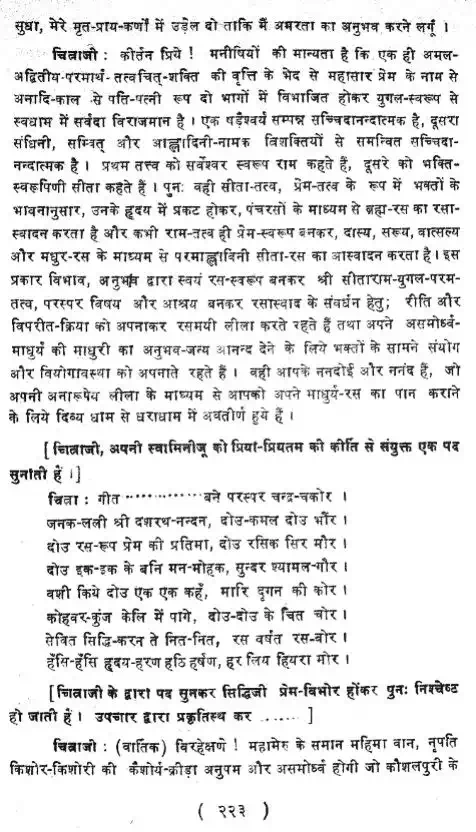 सुधा, मेरे मृत-प्राय-कर्णों में उड़ेल दो ताकि मैं अमरता का अनुभव करने लगूँ ।
चित्राजी : कीर्तन प्रिये ! मनीषियों की मान्यता है कि एक ही अमल-
अद्वितीय-परमार्थ-तत्वचित्-शक्ति की वृत्ति के भेद से महासार प्रेम के नाम से
अनादि-काल से पति-पत्नी रूप दो भागों में विभाजित होकर युगल-स्वरूप से
स्वधाम में सर्वदा विराजमान है । एक षडैश्वर्य सम्पन्न सच्चिदानन्दात्मक है, दूसरा
संधिनी, सम्वित् और आह्लादिनी-नामक त्रिशक्तियों से समन्वित सच्चिदा-
नन्दात्मक है । प्रथम तत्त्व को सर्वेश्वर स्वरूप राम कहते हैं, दूसरे को भक्ति-
स्वरूपिणी सीता कहते हैं । पुनः वही सीता-तत्व, प्रेम-तत्व के रूप में भक्तों के
भावनानुसार, उनके हृदय में प्रकट होकर, पंचरसों के माध्यम से ब्रह्म-रस का रसा-
स्वादन करता है और कभी राम-तत्व ही प्रेम-स्वरूप बनकर, दास्य, सख्य, वात्सल्य
और मधुर-रस के माध्यम से परमाह्लादिनी सीता-रस का आस्वादन करता है । इस
प्रकार विभाव, अनुभाव द्वारा स्वयं रस-स्वरूप बनकर श्री सीताराम-युगल-परम-
तत्व, परस्पर विषय और आश्रय बनकर रसास्वाद के संवर्धन हेतु; रीति और
विपरीत-क्रिया को अपनाकर रसमयी लीला करते रहते हैं तथा अपने असमोर्ध्व-
माधुर्य की माधुरी का अनुभव-जन्य आनन्द देने के लिये भक्तों के सामने संयोग
और वियोगावस्था को अपनाते रहते हैं । वही आपके ननदोई और ननंद हैं, जो
अपनी अनारूपेय लीला के माध्यम से आपको अपने माधुर्य-रस का पान कराने
के लिये दिव्य धाम से धराधाम में अवतीर्ण हुये हैं ।
[ चित्राजी, अपनी स्वामिनीजू को प्रिया-प्रियतम की कीर्ति से संयुक्त एक पद
सुनाती हैं ।]
चित्रा : गीत ............... बने परस्पर चन्द्र-चकोर ।
जनक-लली श्री दशरथ-नन्दन, दोउ-कमल दोउ भौंर ।
दोउ रस-रूप प्रेम की प्रतिमा, दोउ रसिक सिर मौर ।
दोउ इक-इक के बनि मन-मोहक, सुन्दर श्यामल-गौर ।
वशी किये दोउ एक एक कहँ, मारि दृगन की कोर ।
कोहवर-कुंज केलि में पागे, दोउ-दोउ के चित चोर ।
सेवित सिद्धि-करन ते नित-नित, रस वर्षत रस-बोर ।
हँसि-हँसि हृदय-हरण हठि हर्षण, हर लिय हियरा मोर ।
[चित्राजी के द्वारा पद सुनकर सिद्धिजी प्रेम-विभोर होकर पुनः निश्चेष्ट
हो जाती हैं । उपचार द्वारा प्रकृतिस्थ कर ........ ]
चित्राजी : (वार्तिक) विरहेक्षणे ! महामेरु के समान महिमा वान, नृपति
किशोर-किशोरी की कैशोर्य-क्रीड़ा अनुपम और असमोर्ध्व होगी जो कौशलपुरी के
( २२३ )